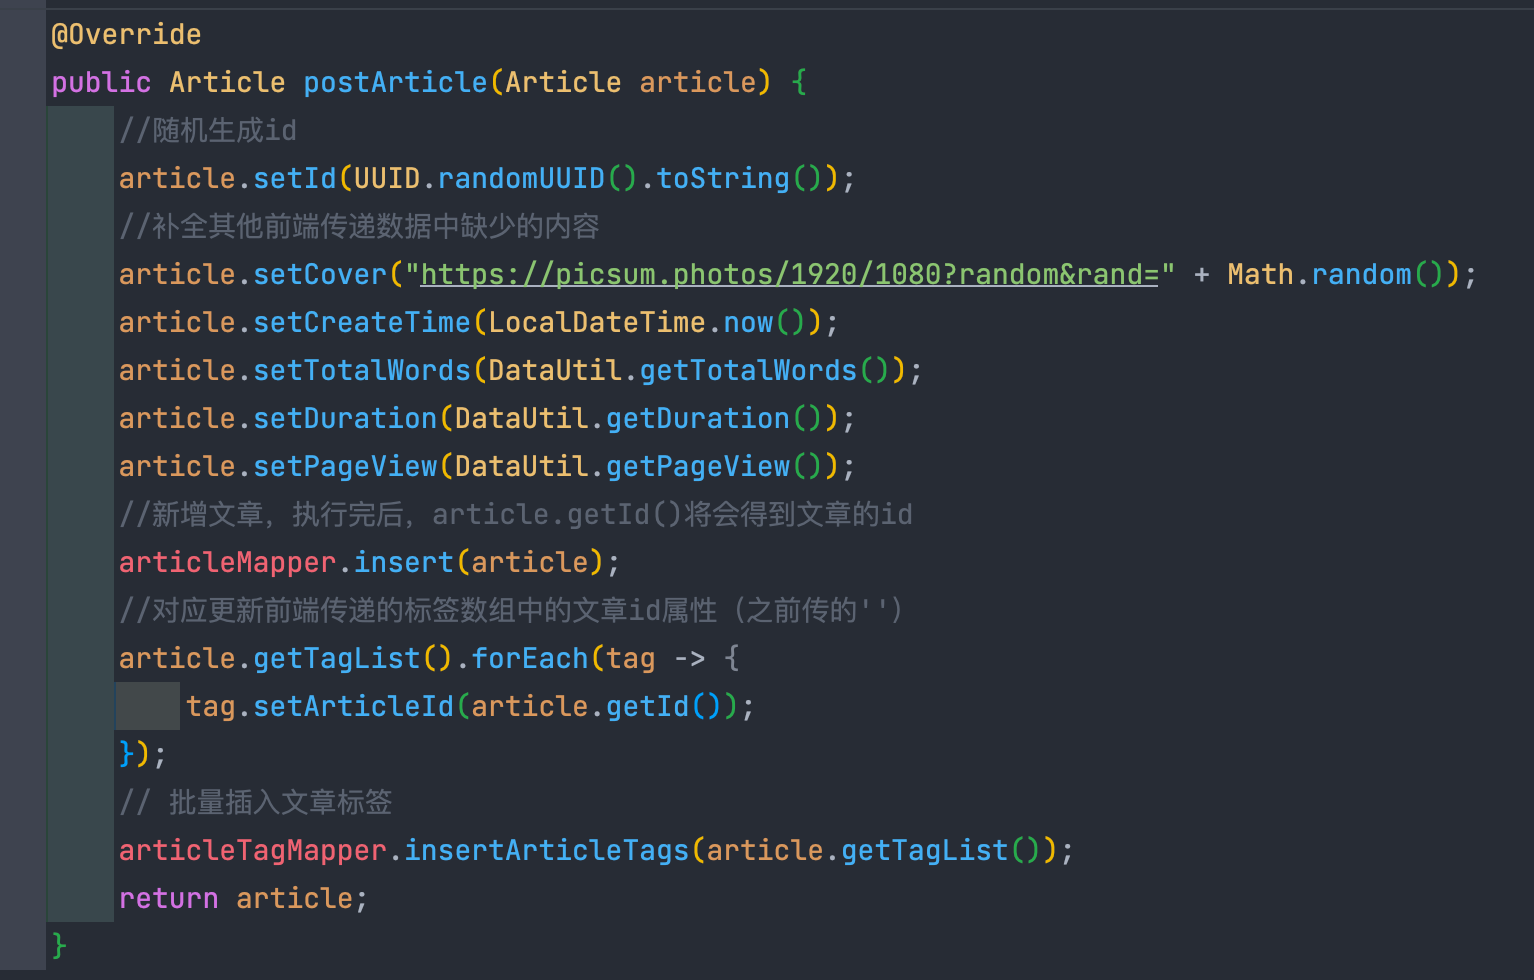 @Override
public Article postArticle(Article article) {
//随机生成id
article.setId(UUID.randomUUID().toString());
//补全其他前端传递数据中缺少的内容
article.setCover("https://picsum.photos/1920/1080?random&rand=" + Math.random());
article.setCreateTime(LocalDateTime.now());
article.setTotalWords(DataUtil.getTotalWords());
article.setDuration(DataUtil.getDuration());
article.setPageView(DataUtil.getPageView());
//新增文章，执行完后，article.getId()将会得到文章的id
articleMapper.insert(article);
//对应更新前端传递的标签数组中的文章id属性（之前传的''）
article.getTagList().forEach(tag -> {
tag.setArticleId(article.getId());
});
// 批量插入文章标签
articleTagMapper.insertArticleTags(article.getTagList());
return article;
}